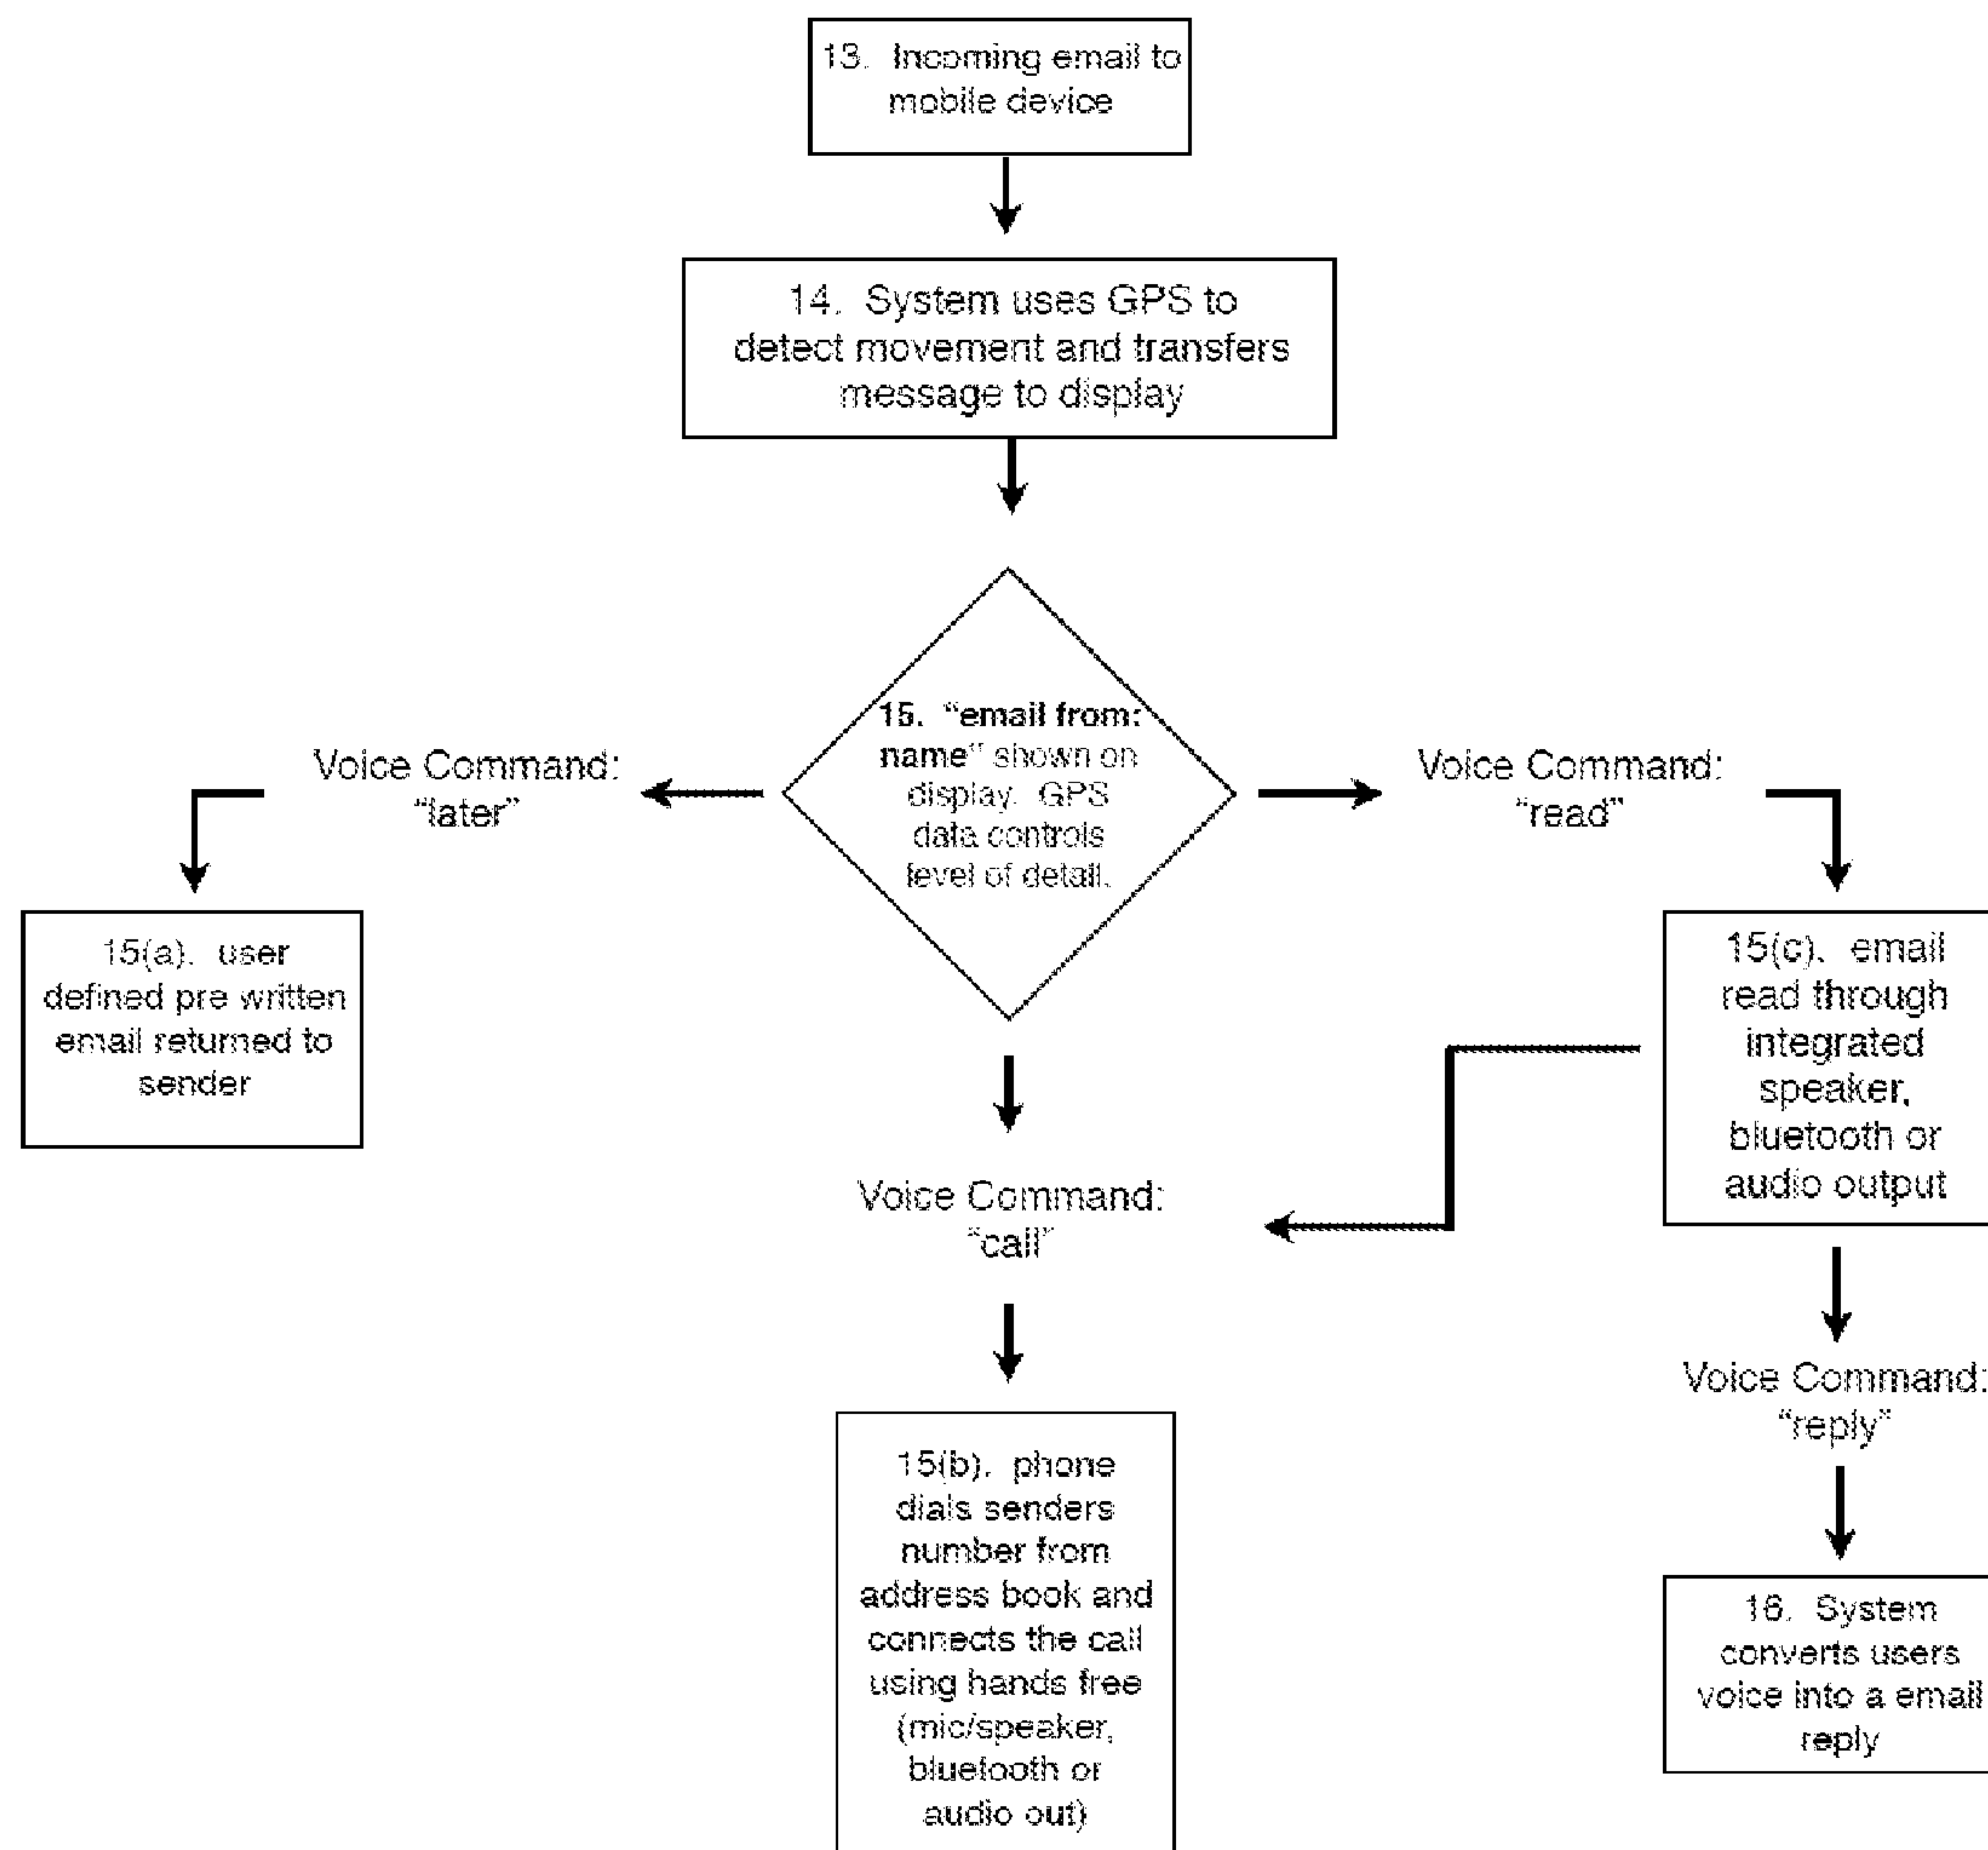 13.  Incoming email to
mobile device
14.  System uses GPS to
detect movement and transfers
message to display
15.  “email from:
name” shown on
display.  GPS
data controls
level of detail.
Voice Command:
“later”
Voice Command:
“read”
15(a).  user
defined pre written
email returned to
sender
15(c).  email
read through
integrated
speaker,
bluetooth or
audio output
Voice Command:
“call”
Voice Command:
“reply”
15(b).  phone
dials senders
number from
address book and
connects the call
using hands free
(mic/speaker,
bluetooth or
audio out)
16.  System
converts users
voice into a email
reply